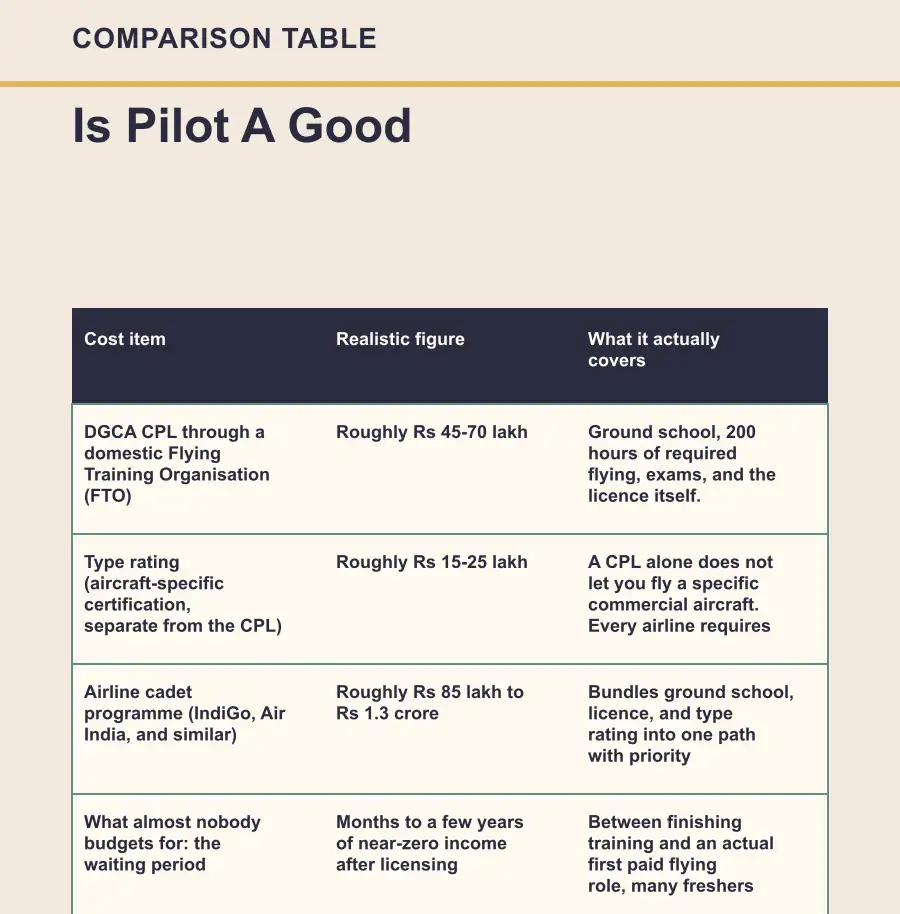 COMPARISON TABLE
Is Pilot A Good
Cost item
Realistic figure
What it actually
covers
DGCA CPL through a
domestic Flying
Training Organisation
(FTO)
Roughly Rs 45-70 lakh
Ground school, 200
hours of required
flying, exams, and the
licence itself.
Type rating
(aircraft-specific
certification,
separate from the CPL)
Roughly Rs 15-25 lakh
A CPL alone does not
let you fly a specific
commercial aircraft.
Every airline requires
Airline cadet
programme (IndiGo, Air
India, and similar)
Roughly Rs 85 lakh to
Rs 1.3 crore
Bundles ground school,
licence, and type
rating into one path
with priority
What almost nobody
budgets for: the
waiting period
Months to a few years
of near-zero income
after licensing
Between finishing
training and an actual
first paid flying
role, many freshers